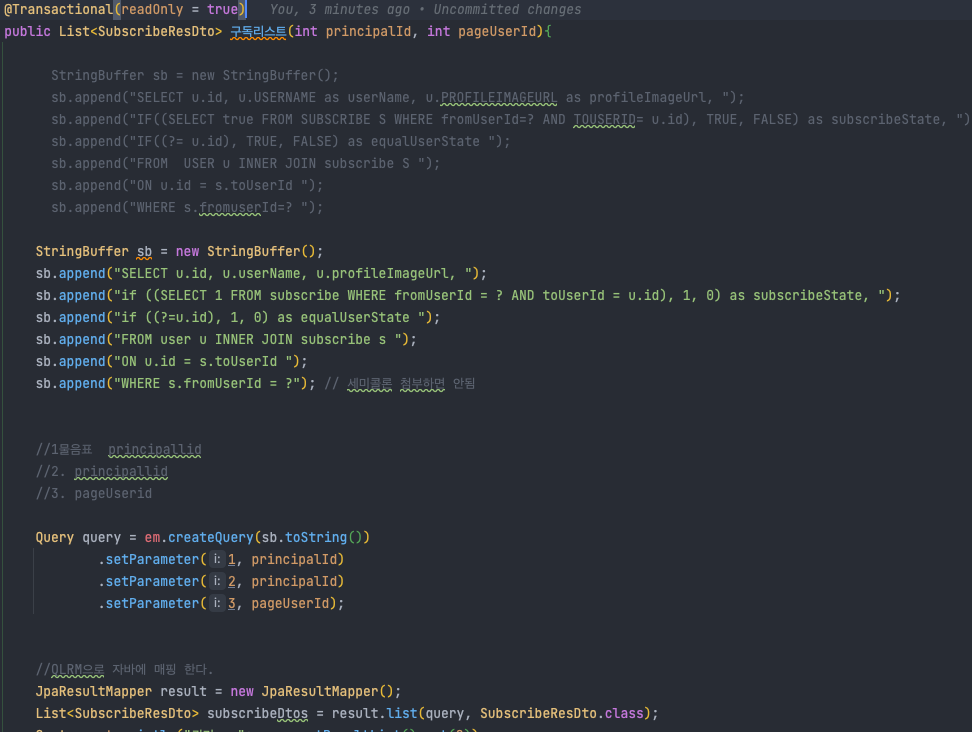 @Transactional(readOnly = true) You, 3 minutes ago • Uncommitted changes
public List<SubscribeResDto> 구독리스트(int principalId, int pageUserId){
StringBuffer sb = new StringBuffer();
sb.append("SELECT u.id, u.USERNAME as userName, u.PROFILEIMAGEURL as profileImageUrl, ");
sb.append("IF((SELECT true FROM SUBSCRIBE S WHERE fromUserId=? AND TOUSERID= u.id), TRUE, FALSE) as subscribeState, ")
sb.append("IF((?= u.id), TRUE, FALSE) as equalUserState ");
sb.append("FROM  USER u INNER JOIN subscribe S ");
sb.append("ON u.id = s.toUserId ");
sb.append("WHERE s.fromuserId=? ");
StringBuffer sb = new StringBuffer();
sb.append("SELECT u.id, u.userName, u.profileImageUrl, ");
sb.append("if ((SELECT 1 FROM subscribe WHERE fromUserId = ? AND toUserId = u.id), 1, 0) as subscribeState, ");
sb.append("if ((?=u.id), 1, 0) as equalUserState ");
sb.append("FROM user u INNER JOIN subscribe s ");
sb.append("ON u.id = s.toUserId ");
sb.append("WHERE s.fromUserId = ?"); // 세미콜론 첨부하면 안됨
//1물음표  principallid
//2. principallid
//3. pageUserid
Query query = em.createQuery(sb.toString())
.setParameter( i: 1, principalId)
.setParameter( i: 2, principalId)
.setParameter( i: 3, pageUserId);
//QLRM으로 자바에 매핑 한다.
JpaResultMapper result = new JpaResultMapper();
List<SubscribeResDto> subscribeDtos = result.list(query, SubscribeResDto.class);